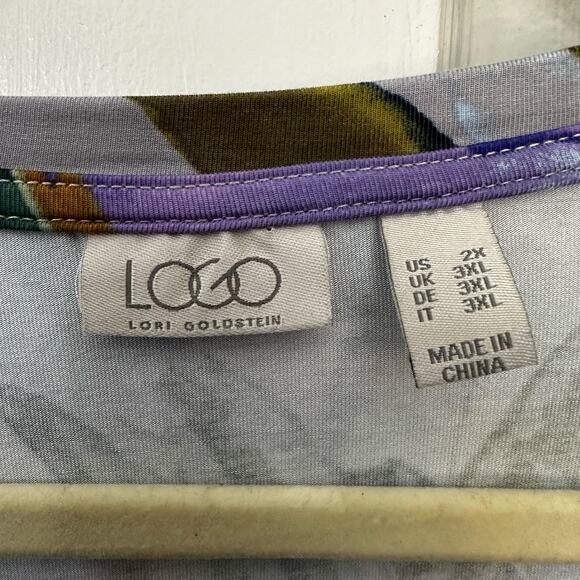 LOGO
LORI GOLDSTEIN
US 2X
UK 3XL
DE 3XL
IT 3XL
MADE IN
CHINA